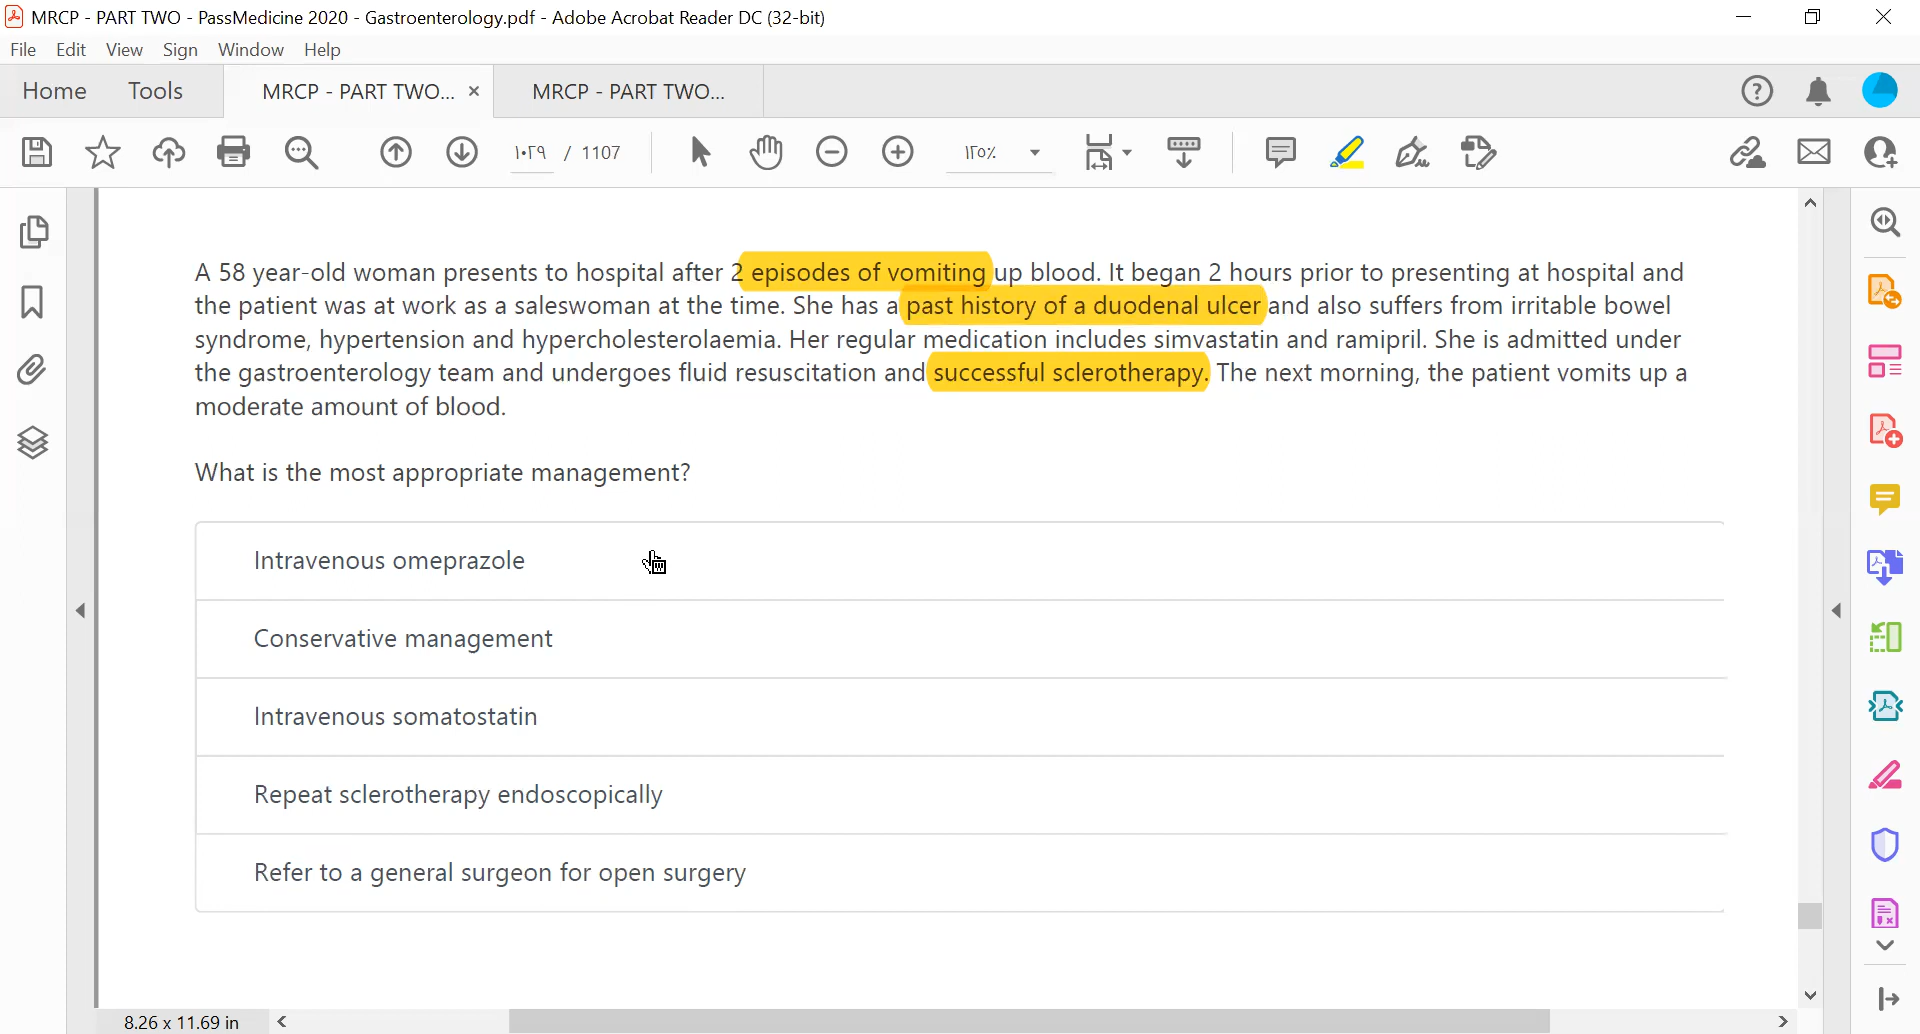 MRCP - PART TWO - PassMedicine 2020 - Gastroenterology.pdf - Adobe Acrobat Reader DC (32-bit)
File Edit View Sign Window Help
Home Tools MRCP - PART TWO... × MRCP - PART TWO...
١٠٢٩ / 1107 ١٢٥٪
A 58 year-old woman presents to hospital after 2 episodes of vomiting up blood. It began 2 hours prior to presenting at hospital and
the patient was at work as a saleswoman at the time. She has a past history of a duodenal ulcer and also suffers from irritable bowel
syndrome, hypertension and hypercholesterolaemia. Her regular medication includes simvastatin and ramipril. She is admitted under
the gastroenterology team and undergoes fluid resuscitation and successful sclerotherapy. The next morning, the patient vomits up a
moderate amount of blood.
What is the most appropriate management?
Intravenous omeprazole
Conservative management
Intravenous somatostatin
Repeat sclerotherapy endoscopically
Refer to a general surgeon for open surgery
8.26 x 11.69 in